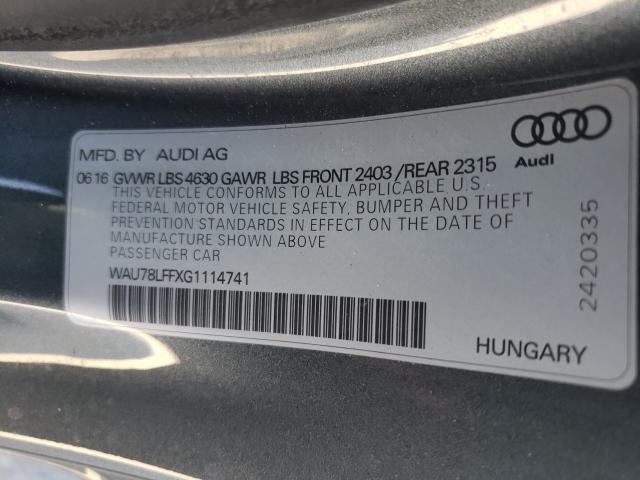 MFD. BY AUDI AG
06 16 GVWR LBS 4630 GAWR LBS FRONT 2403 /REAR 2315
THIS VEHICLE CONFORMS TO ALL APPLICABLE U.S.
FEDERAL MOTOR VEHICLE SAFETY, BUMPER AND THEFT
PREVENTION STANDARDS IN EFFECT ON THE DATE OF
MANUFACTURE SHOWN ABOVE
PASSENGER CAR
WAU78LFFXG1114741
Audi
2420335
HUNGARY